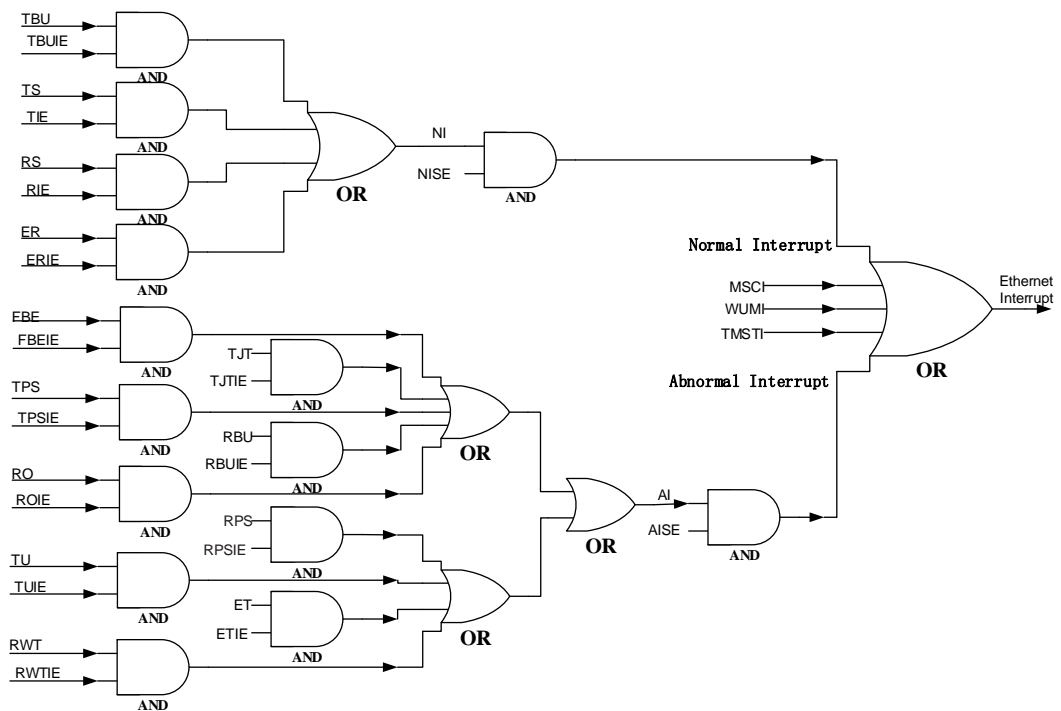 TBU
TBUIE
AND
TS
TIE
AND
RS
RIE
AND
ER
ERIE
AND
OR
NI
NISE
AND
Normal Interrupt
MSCI
WUMI
TMSTI
Abnormal Interrupt
OR
Ethernet
Interrupt
FBE
FBEIE
AND
TJT
TJTIE
AND
TPS
TPSIE
AND
RBU
RBUIE
AND
RO
ROIE
AND
OR
RPS
RPSIE
AND
TU
TUIE
AND
ET
ETIE
AND
RWT
RWTIE
AND
OR
OR
AI
AISE
AND